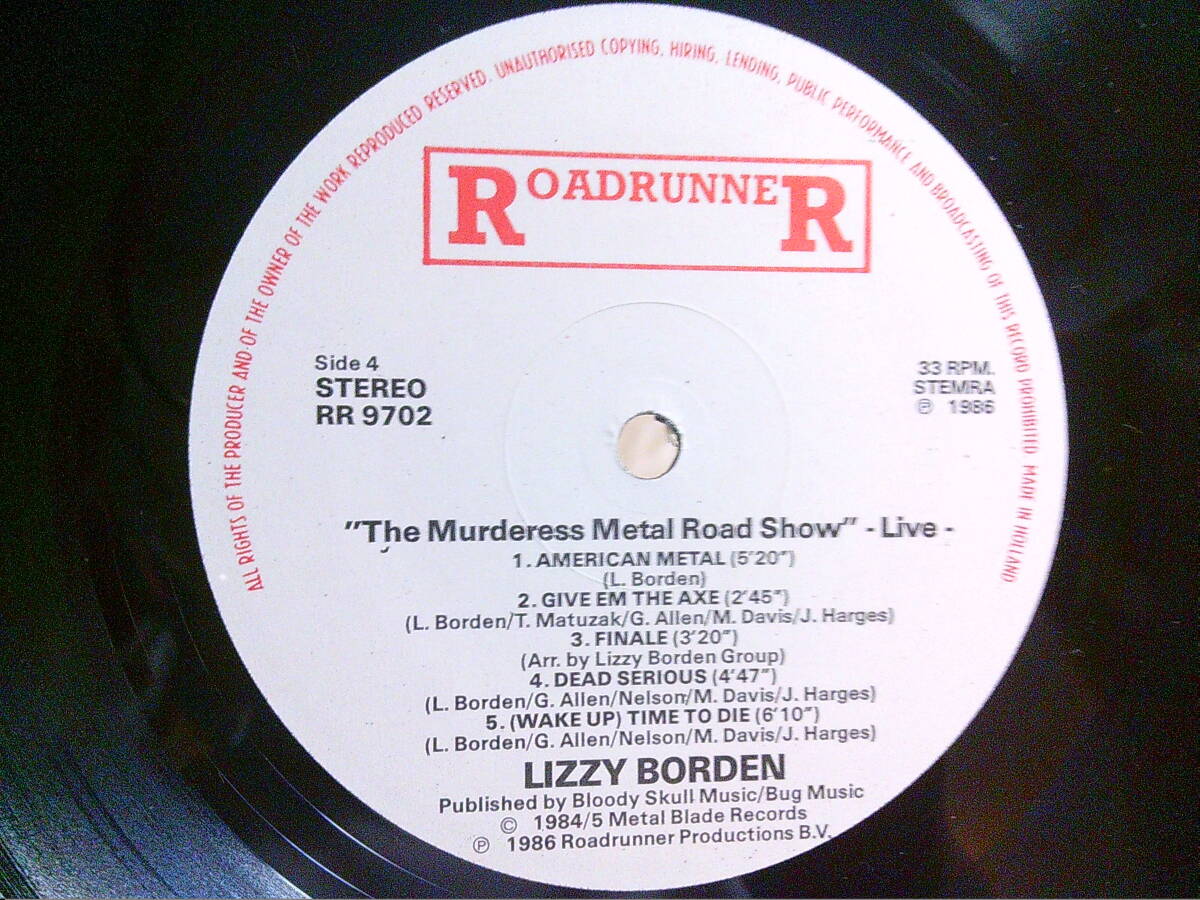 ALL RIGHTS OF THE PRODUCER AND OF THE OWNER OF THE WORK REPRODUCED RESERVED. UNAUTHORISED COPYING, HIRING, LENDING, PUBLIC PERFORMANCE AND BROADCASTING OF THIS RECORD PROHIBITED MADE IN HOLLAND
ROADRUNNER
Side 4
STEREO
RR 9702
33 RPM.
STEMRA
℗ 1986
"The Murderess Metal Road Show" - Live -
1. AMERICAN METAL (5'20")
(L. Borden)
2. GIVE EM THE AXE (2'45")
(L. Borden/T. Matuzak/G. Allen/M. Davis/J. Harges)
3. FINALE (3'20")
(Arr. by Lizzy Borden Group)
4. DEAD SERIOUS (4'47")
(L. Borden/G. Allen/Nelson/M. Davis/J. Harges)
5. (WAKE UP) TIME TO DIE (6'10")
(L. Borden/G. Allen/Nelson/M. Davis/J. Harges)
LIZZY BORDEN
Published by Bloody Skull Music/Bug Music
© 1984/5 Metal Blade Records
℗ 1986 Roadrunner Productions B.V.